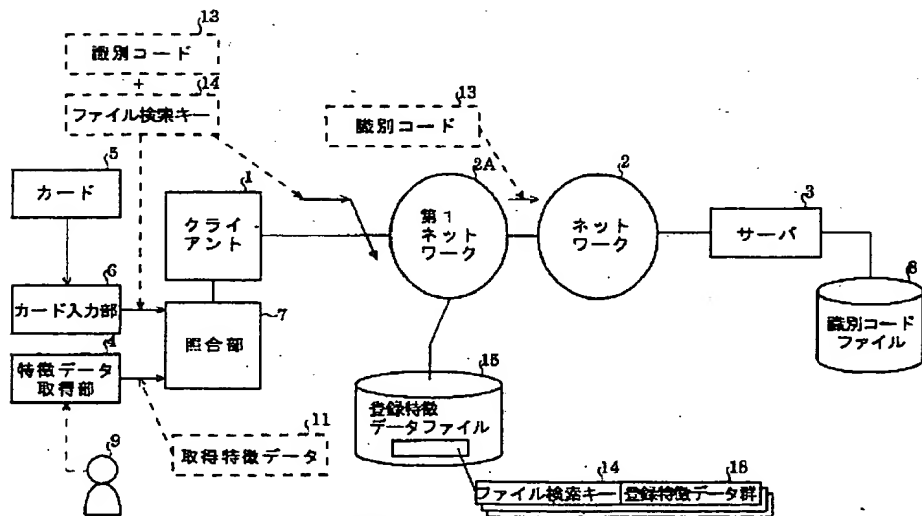 13
識別コード
+
14
ファイル検索キー
5
カード
1
クライ
アント
6
カード入力部
7
照合部
4
特徴データ
取得部
9
11
取得特徴データ
13
識別コード
2A
第1
ネット
ワーク
2
ネット
ワーク
3
サーバ
8
識別コード
ファイル
15
登録特徴
データファイル
14
18
ファイル検索キー
登録特徴データ群